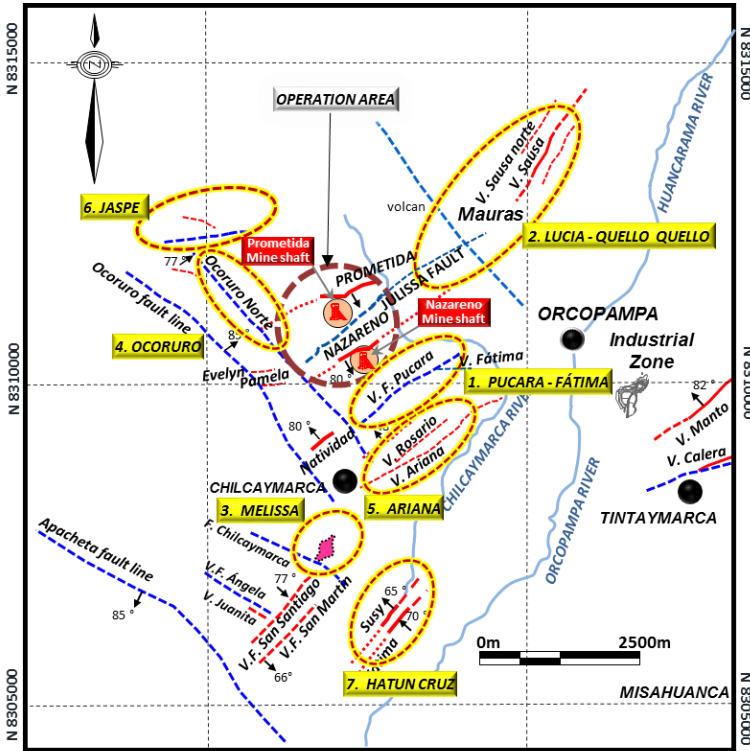 N 8315000
N 8315000
Z
OPERATION AREA
HUANCARAMA RIVER
V. Sausa norte
V. Sausa
volcan
Mauras
6. JASPE
2. LUCIA - QUELLO QUELLO
Prometida
Mine shaft
77 °
PROMETIDA
JULISSA FAULT
Ocoruro Norta
Ocoruro fault line
Nazareno
Mine shaft
NAZARENO
ORCOPAMPA
Industrial
Zone
4. OCORURO
85 °
80 °
V. Fátima
V. F. Pucara
Evelyn
Pamela
1. PUCARA - FÁTIMA
N 8310000
N 8310000
82 °
V. Manto
V. Calera
80 °
Natividad
V. Rosario
V. Ariana
CHILCAYMARCA RIVER
CHILCAYMARCA
3. MELISSA
5. ARIANA
TINTAYMARCA
ORCOPAMPA RIVER
Apacheta fault line
F. Chilcaymarca
V.F. Ángela
V. Juanita
77 °
V.F. San Santiago
V.F. San Martin
66°
85 °
Susy
65 °
70 °
0m
2500m
7. HATUN CRUZ
MISAHUANCA
N 8305000
N 8305000